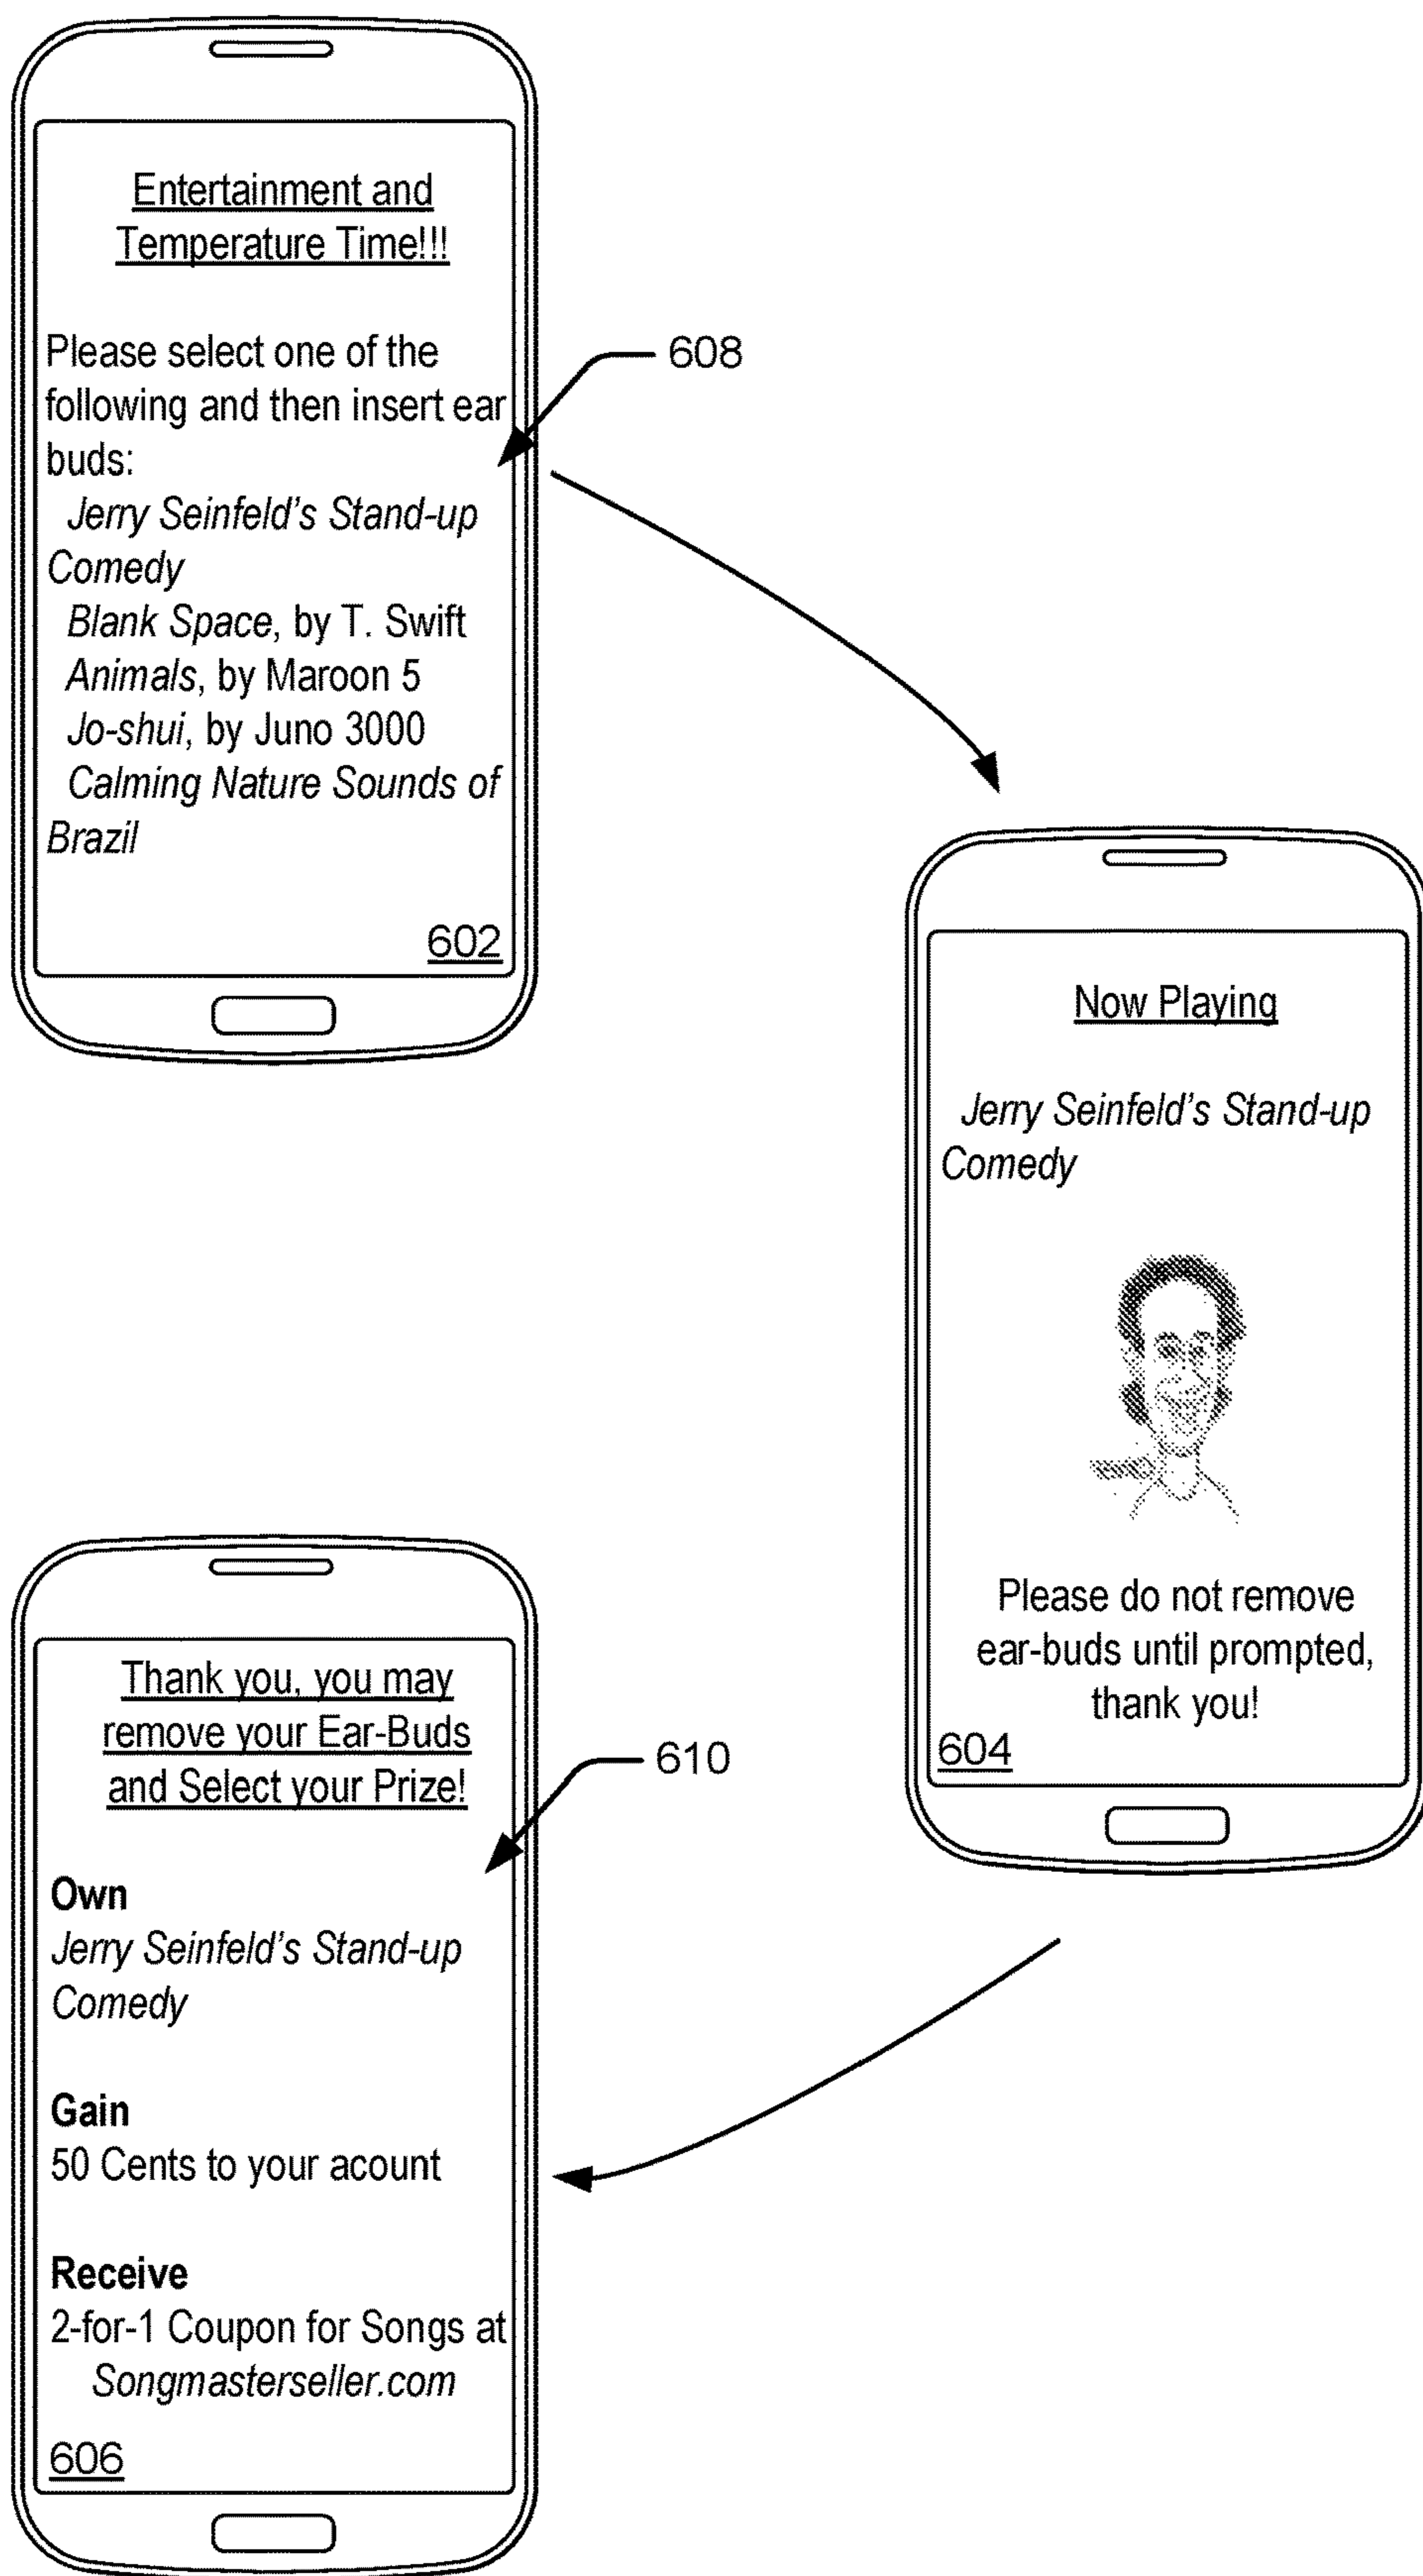 Entertainment and
Temperature Time!!!
Please select one of the
following and then insert ear
buds:
Jerry Seinfeld's Stand-up
Comedy
Blank Space, by T. Swift
Animals, by Maroon 5
Jo-shui, by Juno 3000
Calming Nature Sounds of
Brazil
602
608
Now Playing
Jerry Seinfeld's Stand-up
Comedy
Please do not remove
ear-buds until prompted,
thank you!
604
Thank you, you may
remove your Ear-Buds
and Select your Prize!
610
Own
Jerry Seinfeld's Stand-up
Comedy
Gain
50 Cents to your acount
Receive
2-for-1 Coupon for Songs at
Songmasterseller.com
606